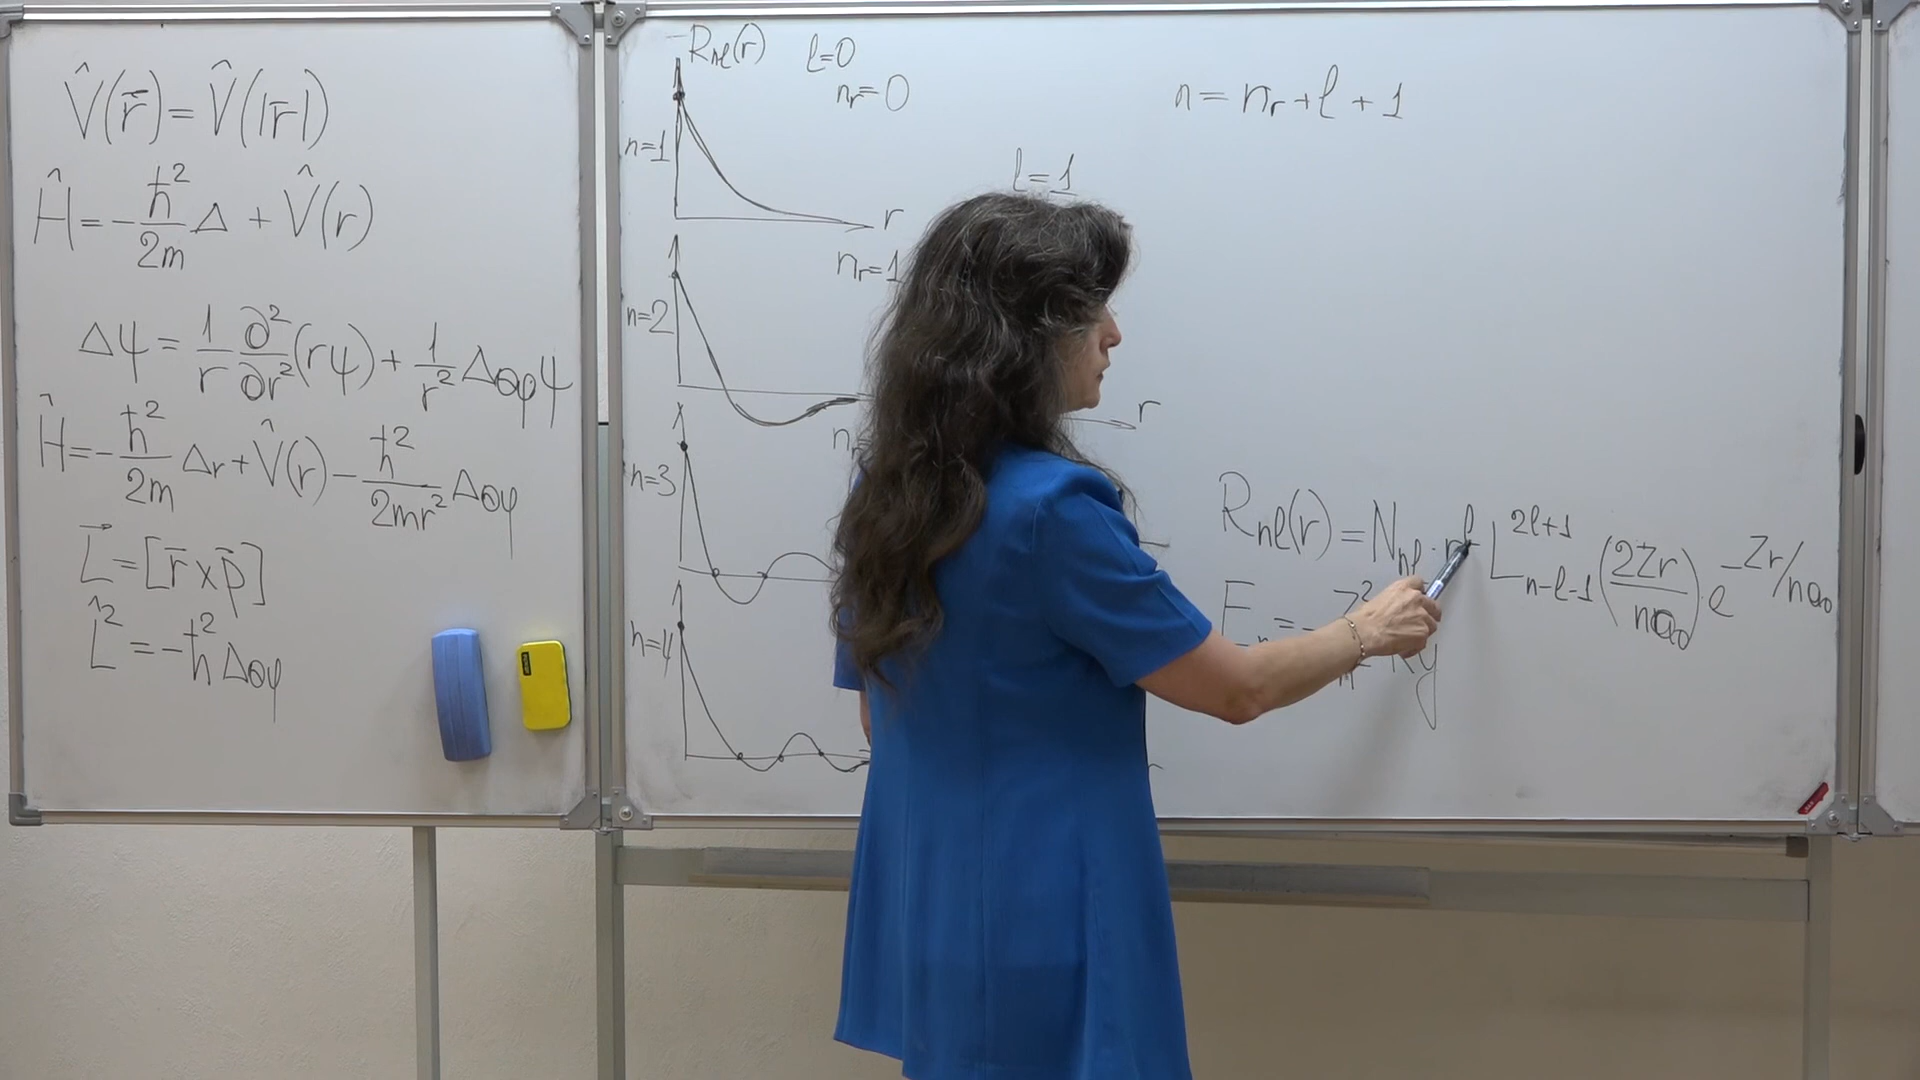 V̂(r̄) = V̂(|r̄|)
Ĥ = -ħ²/2m Δ + V̂(r)
Δψ = 1/r ∂²/∂r² (rψ) + 1/r² Δθφ ψ
Ĥ = -ħ²/2m Δr + V̂(r) - ħ²/2mr² Δθφ
L⃗ = [r̄ x p̄]
L̂² = -ħ² Δθφ
Rnl(r) l=0
nr=0
n=1
r
l=1
nr=1
n=2
r
n=3
n=4
n = nr + l + 1
Rnl(r) = Nnl · r^l L^{2l+1}_{n-l-1} (2Zr/na₀) · e^{-Zr/na₀}
Ry